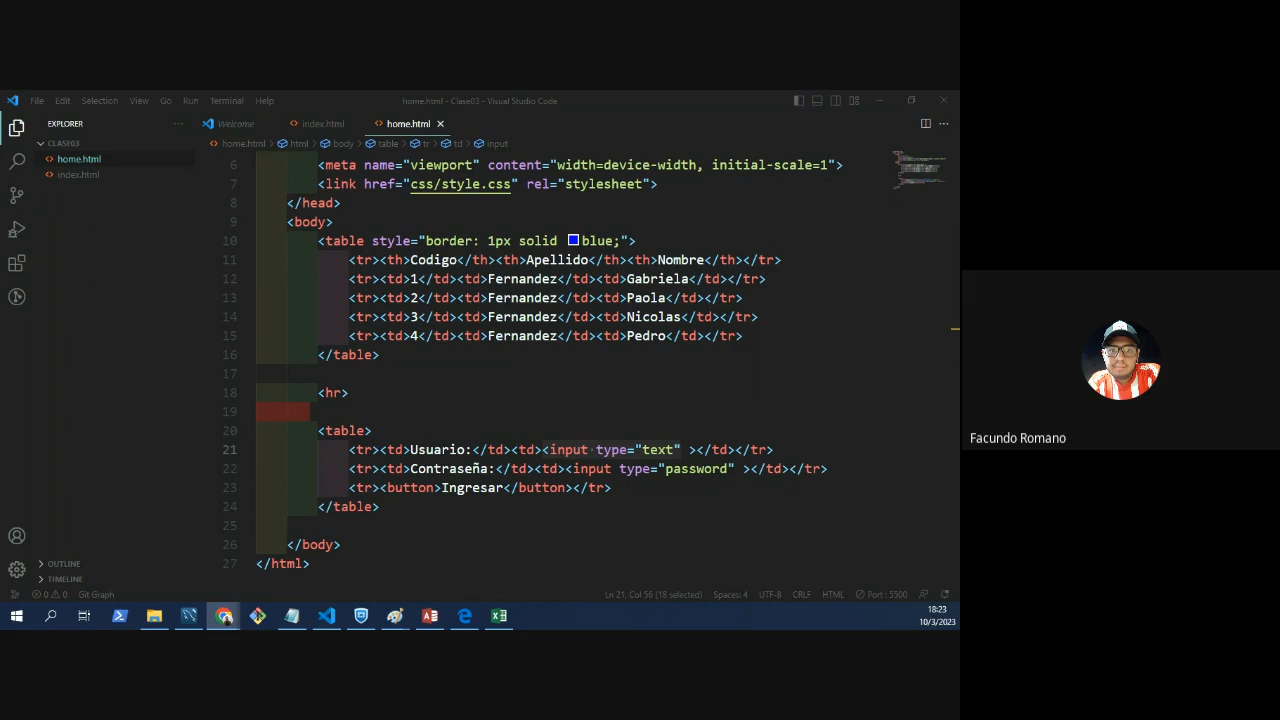 File Edit Selection View Go Run Terminal Help
home.html - Clase03 - Visual Studio Code
EXPLORER
Welcome
index.html
home.html
CLASE03
home.html
index.html
home.html > html > body > table > tr > td > input
6 <meta name="viewport" content="width=device-width, initial-scale=1">
7 <link href="css/style.css" rel="stylesheet">
8 </head>
9 <body>
10 <table style="border: 1px solid blue;">
11 <tr><th>Codigo</th><th>Apellido</th><th>Nombre</th></tr>
12 <tr><td>1</td><td>Fernandez</td><td>Gabriela</td></tr>
13 <tr><td>2</td><td>Fernandez</td><td>Paola</td></tr>
14 <tr><td>3</td><td>Fernandez</td><td>Nicolas</td></tr>
15 <tr><td>4</td><td>Fernandez</td><td>Pedro</td></tr>
16 </table>
17
18 <hr>
19
20 <table>
21 <tr><td>Usuario:</td><td><input type="text" ></td></tr>
22 <tr><td>Contraseña:</td><td><input type="password" ></td></tr>
23 <tr><button>Ingresar</button></tr>
24 </table>
25
26 </body>
27 </html>
OUTLINE
TIMELINE
0 0 Git Graph
Ln 21, Col 56 (18 selected) Spaces: 4 UTF-8 CRLF HTML Port : 5500
18:23
10/3/2023
Facundo Romano